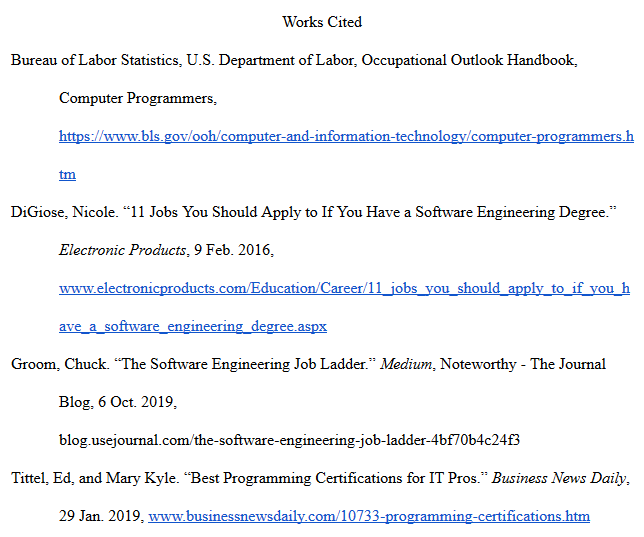 Works Cited
Bureau of Labor Statistics, U.S. Department of Labor, Occupational Outlook Handbook,
Computer Programmers,
https://www.bls.gov/ooh/computer-and-information-technology/computer-programmers.h
tm
DiGiose, Nicole. “11 Jobs You Should Apply to If You Have a Software Engineering Degree.”
Electronic Products, 9 Feb. 2016,
www.electronicproducts.com/Education/Career/11_jobs_you_should_apply_to_if_you_h
ave_a_software_engineering_degree.aspx
Groom, Chuck. “The Software Engineering Job Ladder.” Medium, Noteworthy - The Journal
Blog, 6 Oct. 2019,
blog.usejournal.com/the-software-engineering-job-ladder-4bf70b4c24f3
Tittel, Ed, and Mary Kyle. “Best Programming Certifications for IT Pros.” Business News Daily,
29 Jan. 2019, www.businessnewsdaily.com/10733-programming-certifications.htm